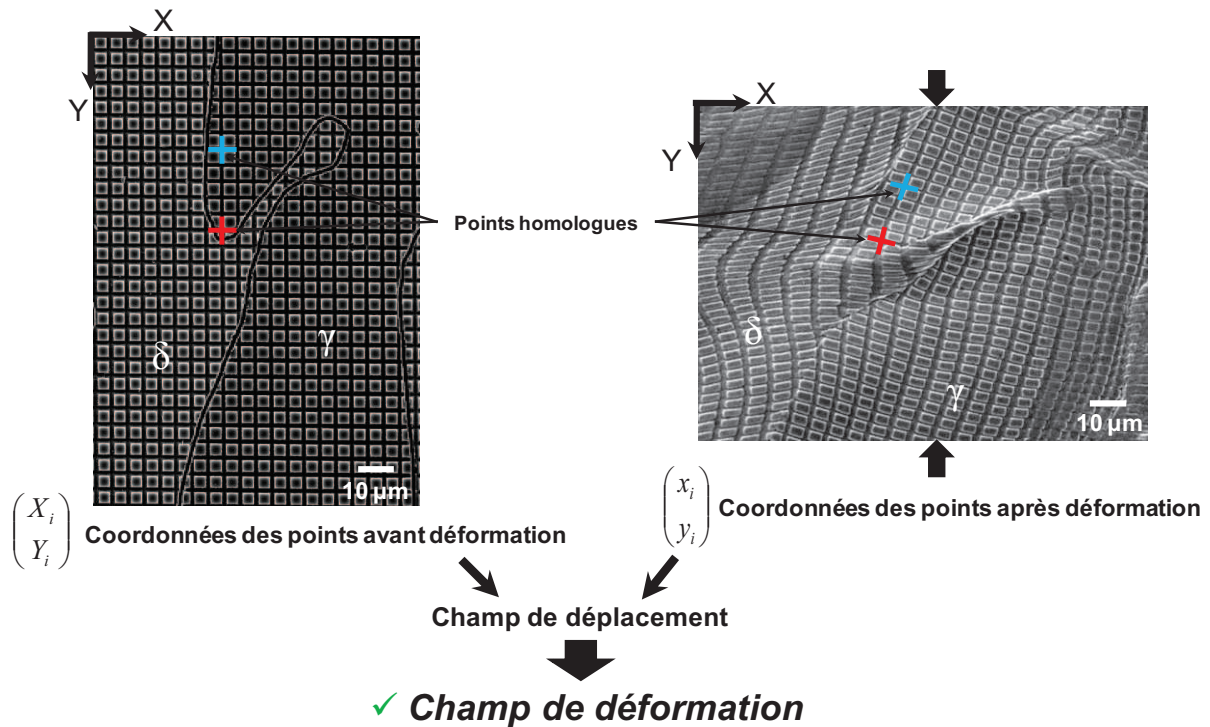 X
Y
X
Y
Points homologues
δ
γ
γ
δ
10 µm
10 µm
(X_i
Y_i)
Coordonnées des points avant déformation
(x_i
y_i)
Coordonnées des points après déformation
Champ de déplacement
✓ Champ de déformation